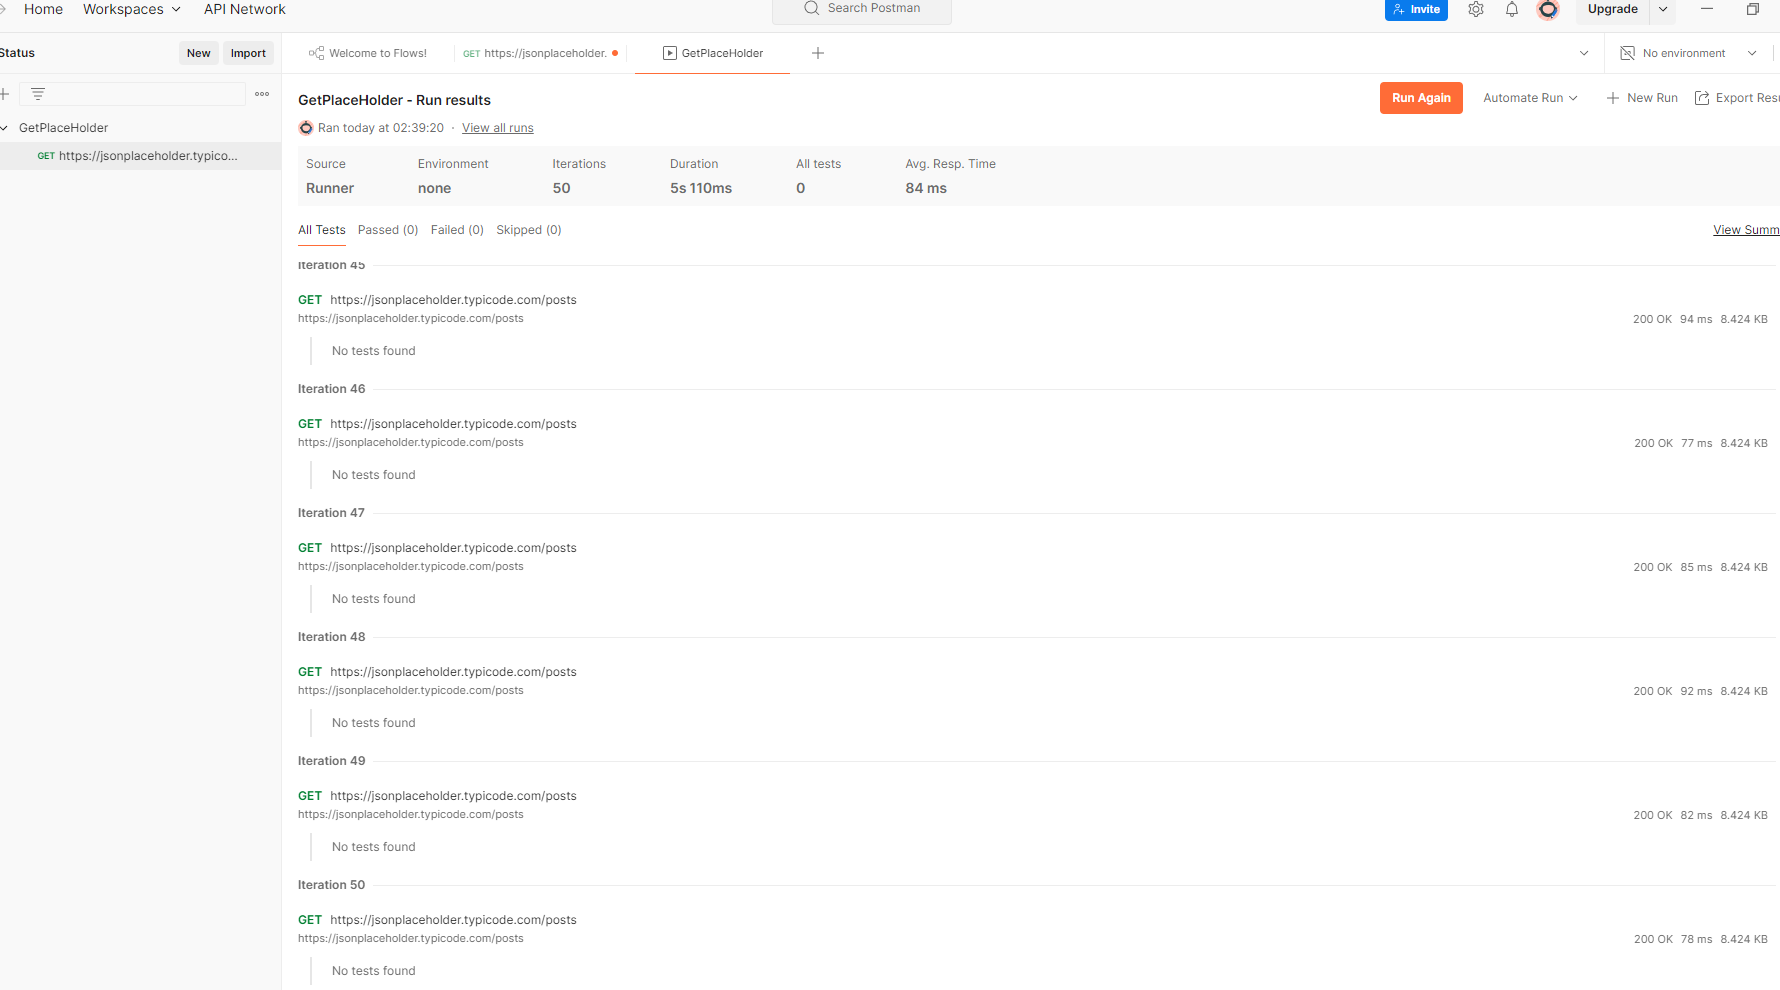 Home Workspaces API Network Search Postman Invite Upgrade
Status New Import Welcome to Flows! GET https://jsonplaceholder. GetPlaceHolder No environment
GetPlaceHolder - Run results Run Again Automate Run New Run Export Resu
GetPlaceHolder
Ran today at 02:39:20 · View all runs
GET https://jsonplaceholder.typico...
Source Environment Iterations Duration All tests Avg. Resp. Time
Runner none 50 5s 110ms 0 84 ms
All Tests Passed (0) Failed (0) Skipped (0) View Summ
Iteration 45
GET https://jsonplaceholder.typicode.com/posts
https://jsonplaceholder.typicode.com/posts 200 OK 94 ms 8.424 KB
No tests found
Iteration 46
GET https://jsonplaceholder.typicode.com/posts
https://jsonplaceholder.typicode.com/posts 200 OK 77 ms 8.424 KB
No tests found
Iteration 47
GET https://jsonplaceholder.typicode.com/posts
https://jsonplaceholder.typicode.com/posts 200 OK 85 ms 8.424 KB
No tests found
Iteration 48
GET https://jsonplaceholder.typicode.com/posts
https://jsonplaceholder.typicode.com/posts 200 OK 92 ms 8.424 KB
No tests found
Iteration 49
GET https://jsonplaceholder.typicode.com/posts
https://jsonplaceholder.typicode.com/posts 200 OK 82 ms 8.424 KB
No tests found
Iteration 50
GET https://jsonplaceholder.typicode.com/posts
https://jsonplaceholder.typicode.com/posts 200 OK 78 ms 8.424 KB
No tests found